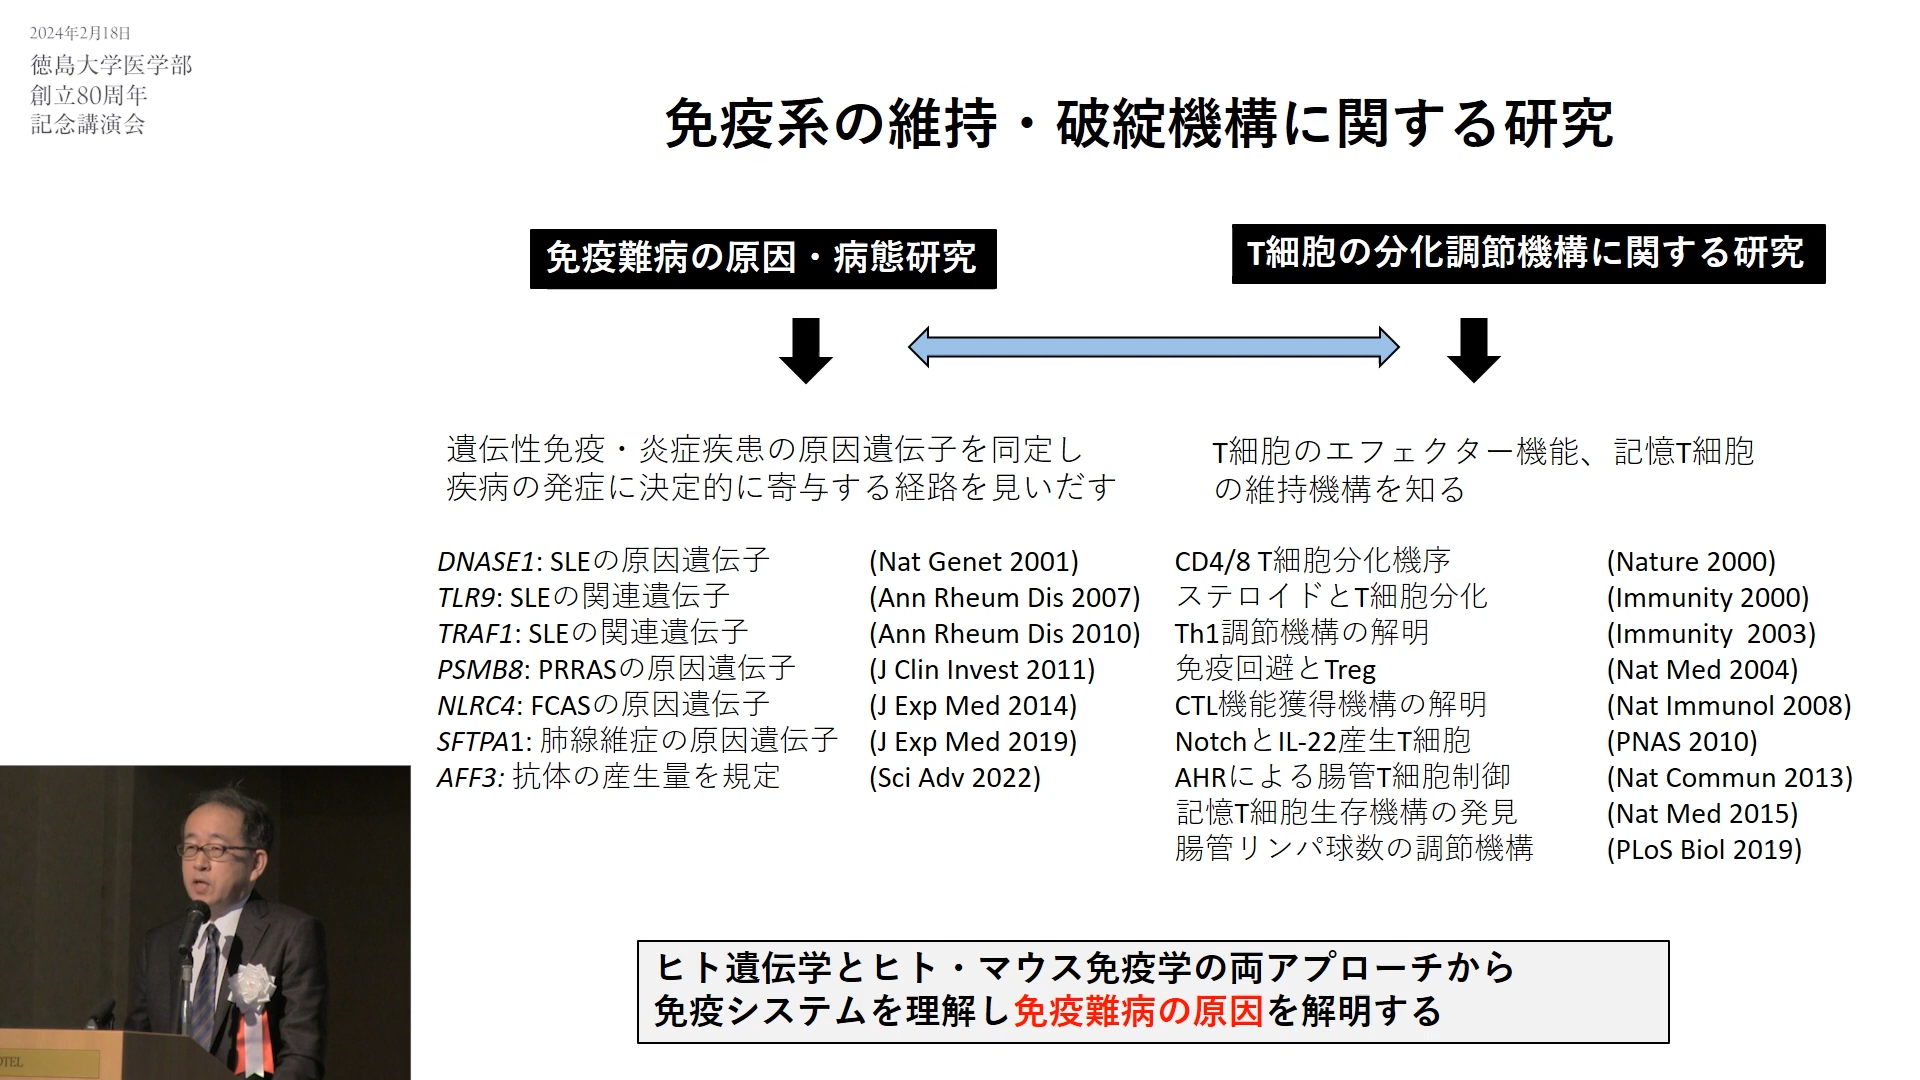 2024年2月18日
徳島大学医学部
創立80周年
記念講演会
免疫系の維持・破綻機構に関する研究
免疫難病の原因・病態研究
T細胞の分化調節機構に関する研究
遺伝性免疫・炎症疾患の原因遺伝子を同定し
疾病の発症に決定的に寄与する経路を見いだす
T細胞のエフェクター機能、記憶T細胞
の維持機構を知る
DNASE1: SLEの原因遺伝子 (Nat Genet 2001)
TLR9: SLEの関連遺伝子 (Ann Rheum Dis 2007)
TRAF1: SLEの関連遺伝子 (Ann Rheum Dis 2010)
PSMB8: PRRASの原因遺伝子 (J Clin Invest 2011)
NLRC4: FCASの原因遺伝子 (J Exp Med 2014)
SFTPA1: 肺線維症の原因遺伝子 (J Exp Med 2019)
AFF3: 抗体の産生量を規定 (Sci Adv 2022)
CD4/8 T細胞分化機序 (Nature 2000)
ステロイドとT細胞分化 (Immunity 2000)
Th1調節機構の解明 (Immunity 2003)
免疫回避とTreg (Nat Med 2004)
CTL機能獲得機構の解明 (Nat Immunol 2008)
NotchとIL-22産生T細胞 (PNAS 2010)
AHRによる腸管T細胞制御 (Nat Commun 2013)
記憶T細胞生存機構の発見 (Nat Med 2015)
腸管リンパ球数の調節機構 (PLoS Biol 2019)
ヒト遺伝学とヒト・マウス免疫学の両アプローチから
免疫システムを理解し免疫難病の原因を解明する